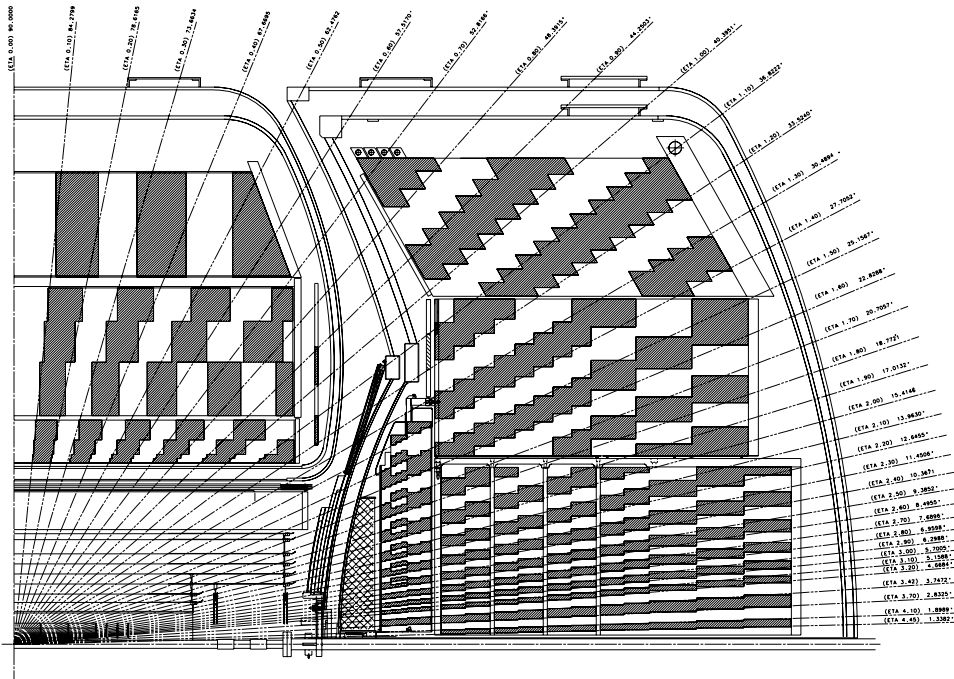 (ETA 0.00) 90.0000
(ETA 0.10) 84.2799
(ETA 0.20) 78.6165
(ETA 0.30) 73.0634
(ETA 0.40) 67.6695
(ETA 0.50) 62.4762
(ETA 0.60) 57.5170°
(ETA 0.70) 52.8166°
(ETA 0.80) 48.3915°
(ETA 0.90) 44.2503°
(ETA 1.00) 40.3951°
(ETA 1.10) 36.8222°
(ETA 1.20) 33.5240°
(ETA 1.30) 30.4894°
(ETA 1.40) 27.7052°
(ETA 1.50) 25.1567°
(ETA 1.60) 22.8288°
(ETA 1.70) 20.7057°
(ETA 1.80) 18.7721
(ETA 1.90) 17.0132°
(ETA 2.00) 15.4146
(ETA 2.10) 13.9630°
(ETA 2.20) 12.6455°
(ETA 2.30) 11.4506°
(ETA 2.40) 10.3671
(ETA 2.50) 9.3852°
(ETA 2.60) 8.4955°
(ETA 2.70) 7.6896°
(ETA 2.80) 6.9598°
(ETA 2.90) 6.2988°
(ETA 3.00) 5.7005°
(ETA 3.10) 5.1588°
(ETA 3.20) 4.6684°
(ETA 3.42) 3.7472°
(ETA 3.70) 2.8325°
(ETA 4.10) 1.8989°
(ETA 4.45) 1.3382°